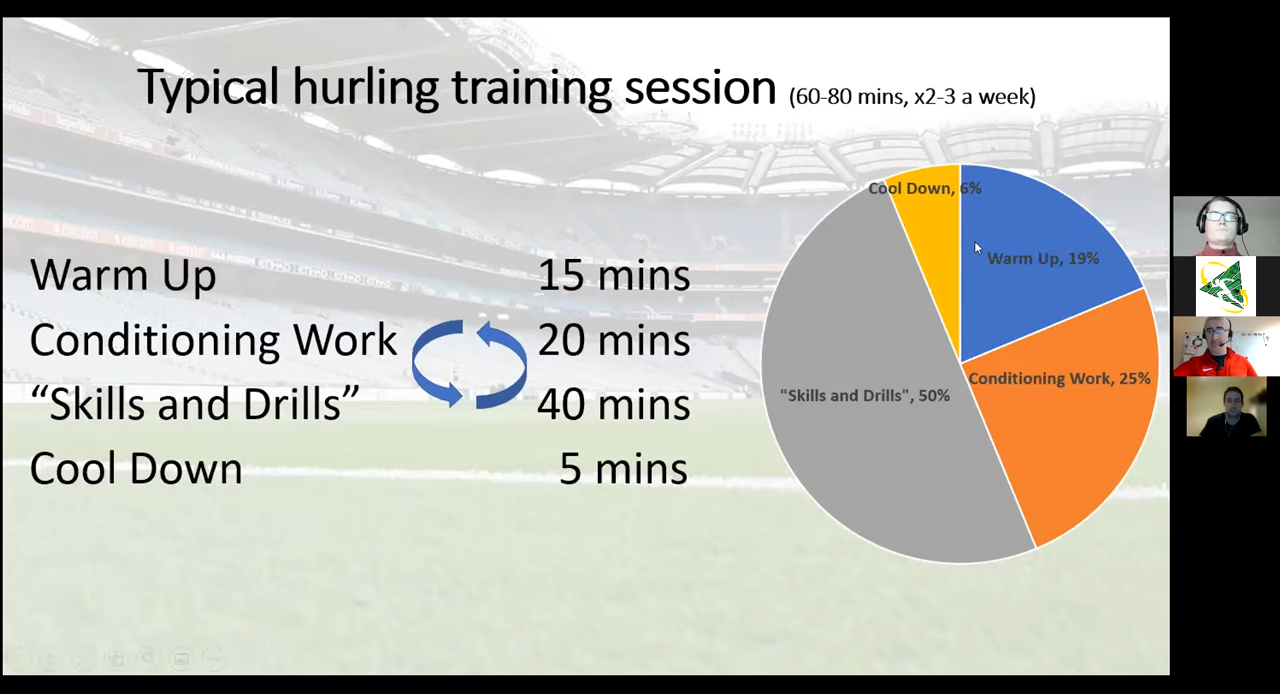 Typical hurling training session (60-80 mins, x2-3 a week)
Warm Up 15 mins
Conditioning Work 20 mins
“Skills and Drills” 40 mins
Cool Down 5 mins
Cool Down, 6%
Warm Up, 19%
Conditioning Work, 25%
"Skills and Drills", 50%